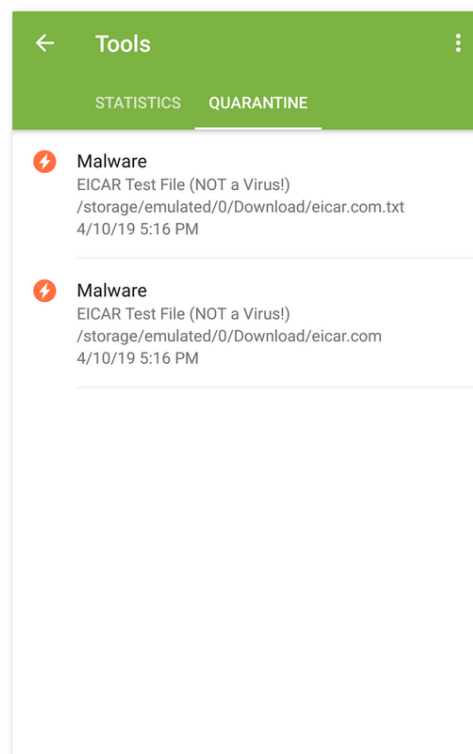 Tools
STATISTICS QUARANTINE
Malware
EICAR Test File (NOT a Virus!)
/storage/emulated/0/Download/eicar.com.txt
4/10/19 5:16 PM
Malware
EICAR Test File (NOT a Virus!)
/storage/emulated/0/Download/eicar.com
4/10/19 5:16 PM